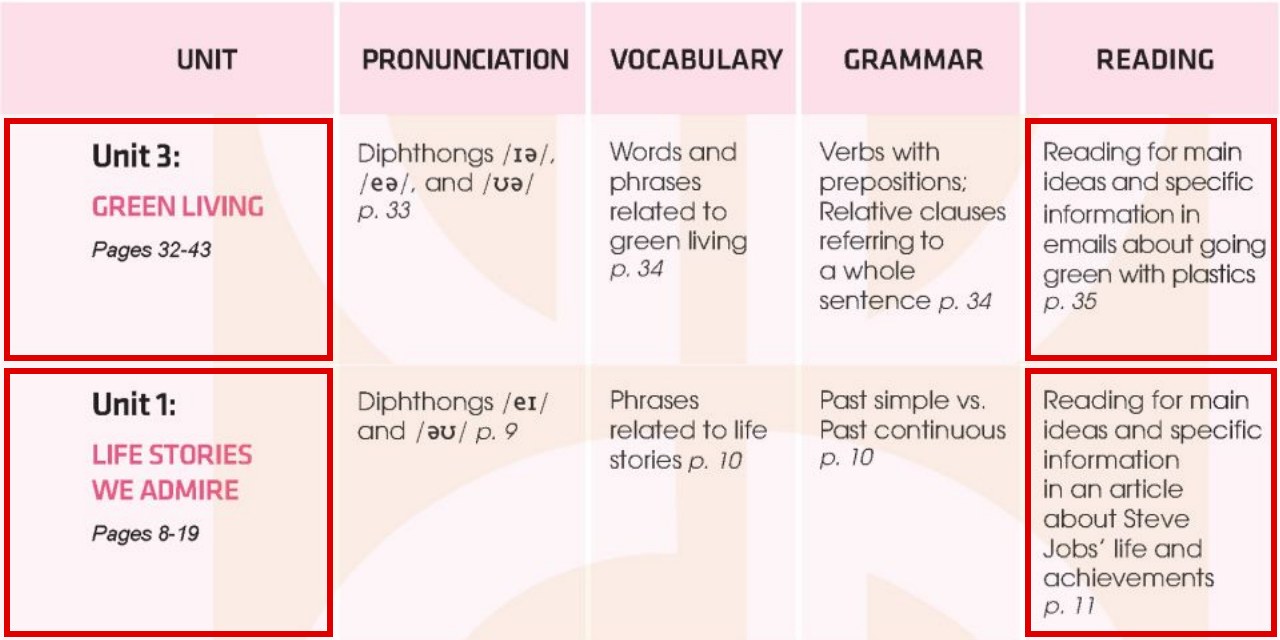 UNIT
PRONUNCIATION
VOCABULARY
GRAMMAR
READING
Unit 3:
GREEN LIVING
Pages 32-43
Diphthongs /ɪə/,
/eə/, and /ʊə/
p. 33
Words and
phrases
related to
green living
p. 34
Verbs with
prepositions;
Relative clauses
referring to
a whole
sentence p. 34
Reading for main
ideas and specific
information in
emails about going
green with plastics
p. 35
Unit 1:
LIFE STORIES
WE ADMIRE
Pages 8-19
Diphthongs /eɪ/
and /əʊ/ p. 9
Phrases
related to life
stories p. 10
Past simple vs.
Past continuous
p. 10
Reading for main
ideas and specific
information
in an article
about Steve
Jobs’ life and
achievements
p. 11